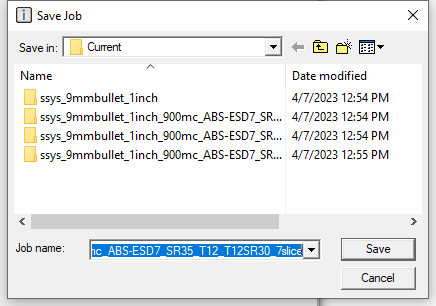 Save Job
Save in: Current
Name Date modified
ssys_9mmbullet_1inch 4/7/2023 12:54 PM
ssys_9mmbullet_1inch_900mc_ABS-ESD7_SR... 4/7/2023 12:54 PM
ssys_9mmbullet_1inch_900mc_ABS-ESD7_SR... 4/7/2023 12:54 PM
ssys_9mmbullet_1inch_900mc_ABS-ESD7_SR... 4/7/2023 12:55 PM
Job name: mc_ABS-ESD7_SR35_T12_T12SR30_7slice Save
Cancel